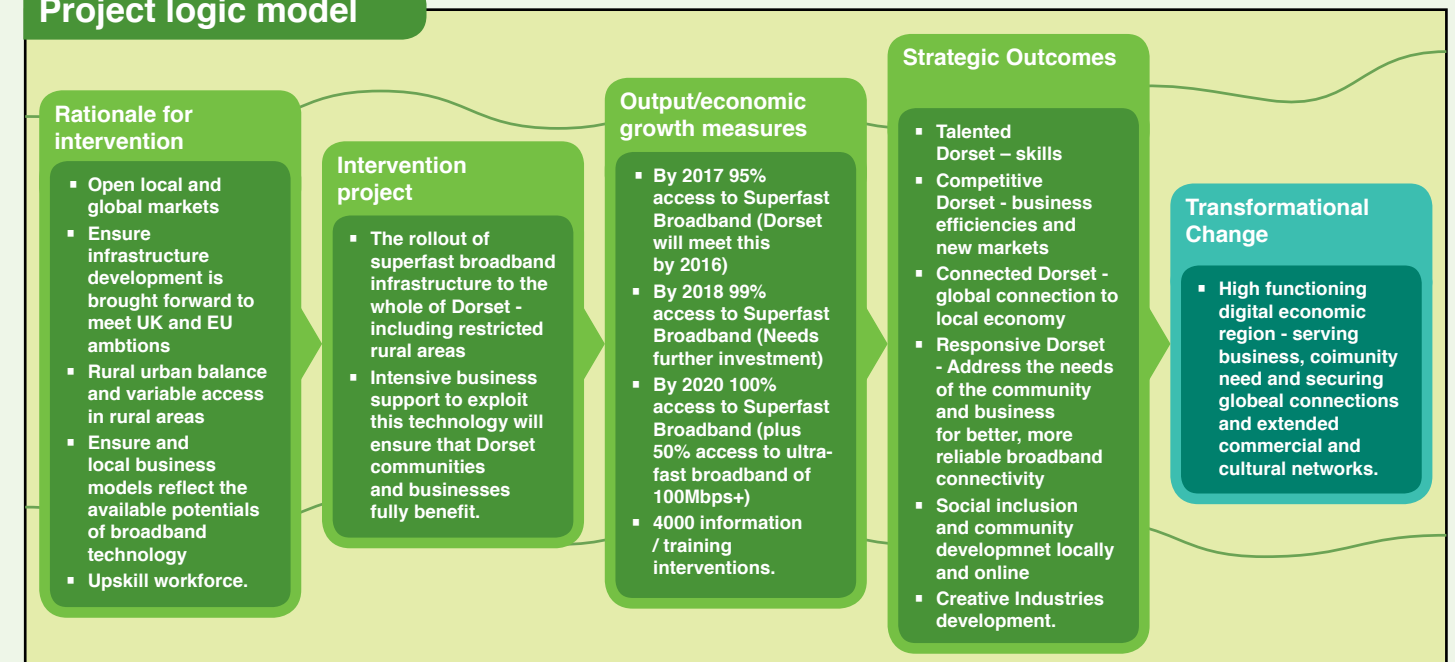 Project logic model
Rationale for
intervention
▪ Open local and
global markets
▪ Ensure
infrastructure
development is
brought forward to
meet UK and EU
ambtions
▪ Rural urban balance
and variable access
in rural areas
▪ Ensure and
local business
models reflect the
available potentials
of broadband
technology
▪ Upskill workforce.
Intervention
project
▪ The rollout of
superfast broadband
infrastructure to the
whole of Dorset -
including restricted
rural areas
▪ Intensive business
support to exploit
this technology will
ensure that Dorset
communities
and businesses
fully benefit.
Output/economic
growth measures
▪ By 2017 95%
access to Superfast
Broadband (Dorset
will meet this
by 2016)
▪ By 2018 99%
access to Superfast
Broadband (Needs
further investment)
▪ By 2020 100%
access to Superfast
Broadband (plus
50% access to ultra-
fast broadband of
100Mbps+)
▪ 4000 information
/ training
interventions.
Strategic Outcomes
▪ Talented
Dorset – skills
▪ Competitive
Dorset - business
efficiencies and
new markets
▪ Connected Dorset -
global connection to
local economy
▪ Responsive Dorset
- Address the needs
of the community
and business
for better, more
reliable broadband
connectivity
▪ Social inclusion
and community
developmnet locally
and online
▪ Creative Industries
development.
Transformational
Change
▪ High functioning
digital economic
region - serving
business, coimunity
need and securing
globeal connections
and extended
commercial and
cultural networks.